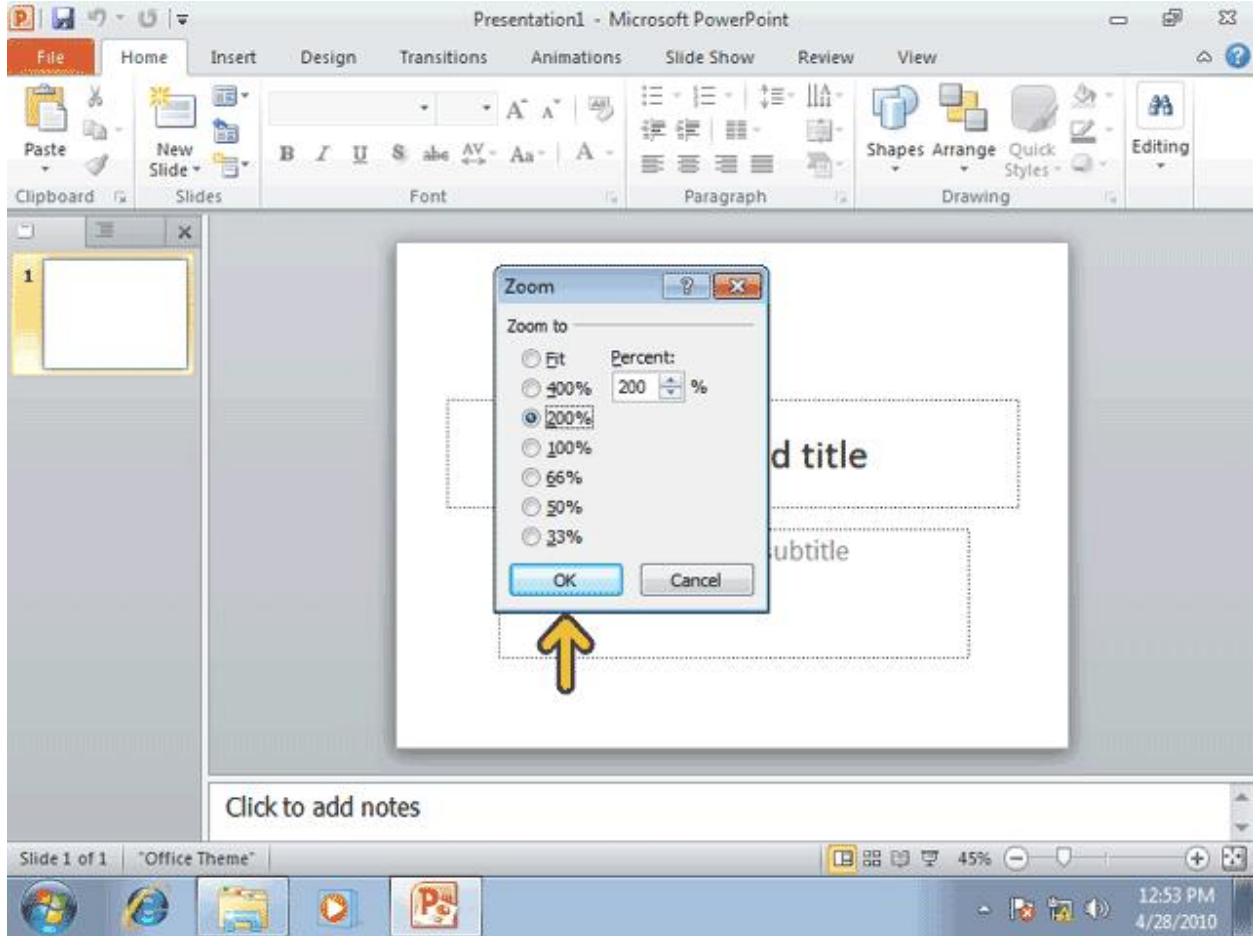 Presentation1 - Microsoft PowerPoint
File Home Insert Design Transitions Animations Slide Show Review View
Paste
New Slide
B I U S abc AV Aa A
Shapes Arrange Quick Styles
Editing
Clipboard Slides Font Paragraph Drawing
1
Zoom
Zoom to
Fit Percent:
400% 200 %
200%
100%
66%
50%
33%
OK Cancel
d title
ubtitle
Click to add notes
Slide 1 of 1 "Office Theme" 45%
12:53 PM
4/28/2010